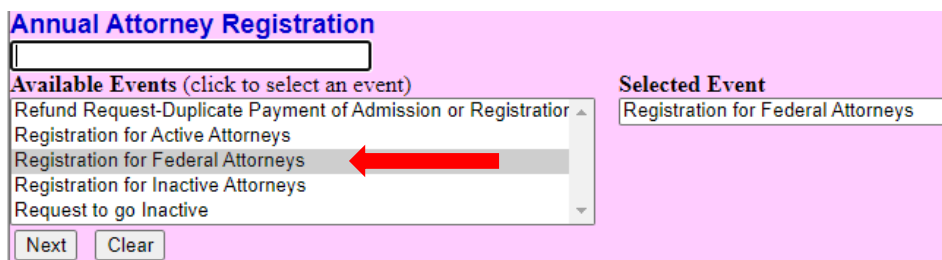 Annual Attorney Registration
Available Events (click to select an event)
Selected Event
Refund Request-Duplicate Payment of Admission or Registration
Registration for Federal Attorneys
Registration for Active Attorneys
Registration for Federal Attorneys
Registration for Inactive Attorneys
Request to go Inactive
Next
Clear